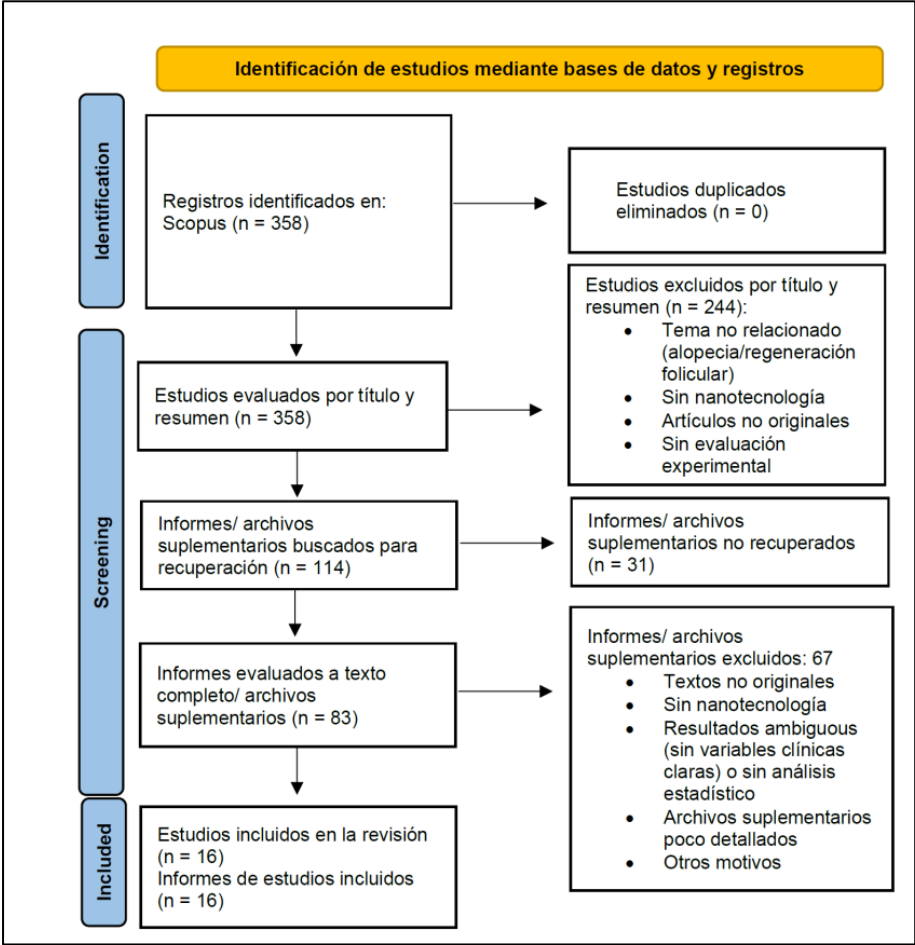 Identificación de estudios mediante bases de datos y registros
Identification
Registros identificados en:
Scopus (n = 358)
Estudios duplicados
eliminados (n = 0)
Screening
Estudios evaluados por título y
resumen (n = 358)
Estudios excluidos por título y
resumen (n = 244):
• Tema no relacionado
(alopecia/regeneración
folicular)
• Sin nanotecnología
• Artículos no originales
• Sin evaluación
experimental
Informes/ archivos
suplementarios buscados para
recuperación (n = 114)
Informes/ archivos
suplementarios no recuperados
(n = 31)
Informes evaluados a texto
completo/ archivos
suplementarios (n = 83)
Informes/ archivos
suplementarios excluidos: 67
• Textos no originales
• Sin nanotecnología
• Resultados ambiguous
(sin variables clínicas
claras) o sin análisis
estadístico
• Archivos suplementarios
poco detallados
• Otros motivos
Included
Estudios incluidos en la revisión
(n = 16)
Informes de estudios incluidos
(n = 16)